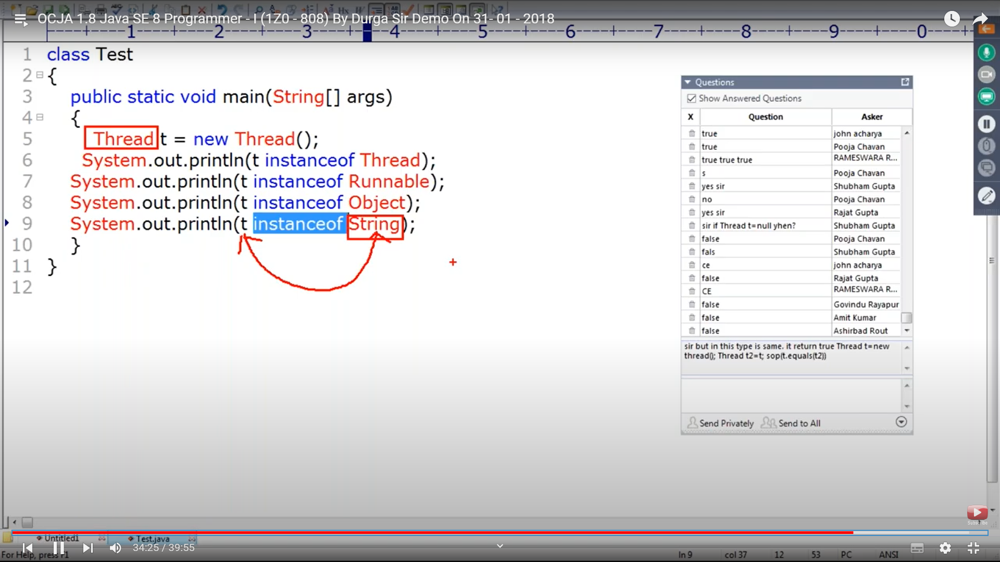 OCJA 1.8 Java SE 8 Programmer - I (1Z0 - 808) By Durga Sir Demo On 31- 01 - 2018
----+----1----+----2----+----3----+----4----+----5----+----6----+----7----+----8----+----9----+----0----+--
1 class Test
2 {
3 public static void main(String[] args)
4 {
5 Thread t = new Thread();
6 System.out.println(t instanceof Thread);
7 System.out.println(t instanceof Runnable);
8 System.out.println(t instanceof Object);
9 System.out.println(t instanceof String);
10 }
11 }
12
Questions
Show Answered Questions
X Question Asker
true john acharya
true Pooja Chavan
true true true RAMESWARA R...
s Pooja Chavan
yes sir Shubham Gupta
no Pooja Chavan
yes sir Rajat Gupta
sir if Thread t=null yhen? Shubham Gupta
false Pooja Chavan
fals Shubham Gupta
ce john acharya
false Rajat Gupta
CE RAMESWARA R...
false Govindu Rayapur
false Amit Kumar
false Ashirbad Rout
sir but in this type is same. it return true Thread t=new
thread(); Thread t2=t; sop(t.equals(t2))
Send Privately Send to All
Subscribe
Untitled1 Test.java
34:25 / 39:55
For Help, press F1 ln 9 col 37 12 53 PC ANSI